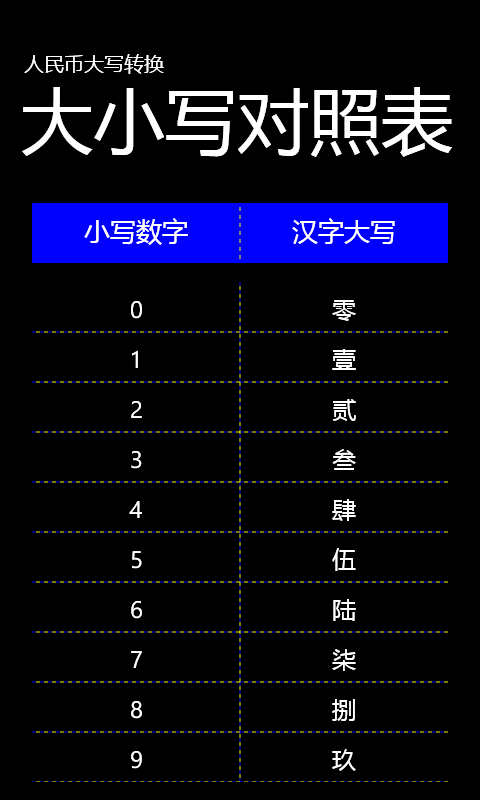 人民币大写转换
大小写对照表
小写数字 汉字大写
0 零
1 壹
2 贰
3 叁
4 肆
5 伍
6 陆
7 柒
8 捌
9 玖